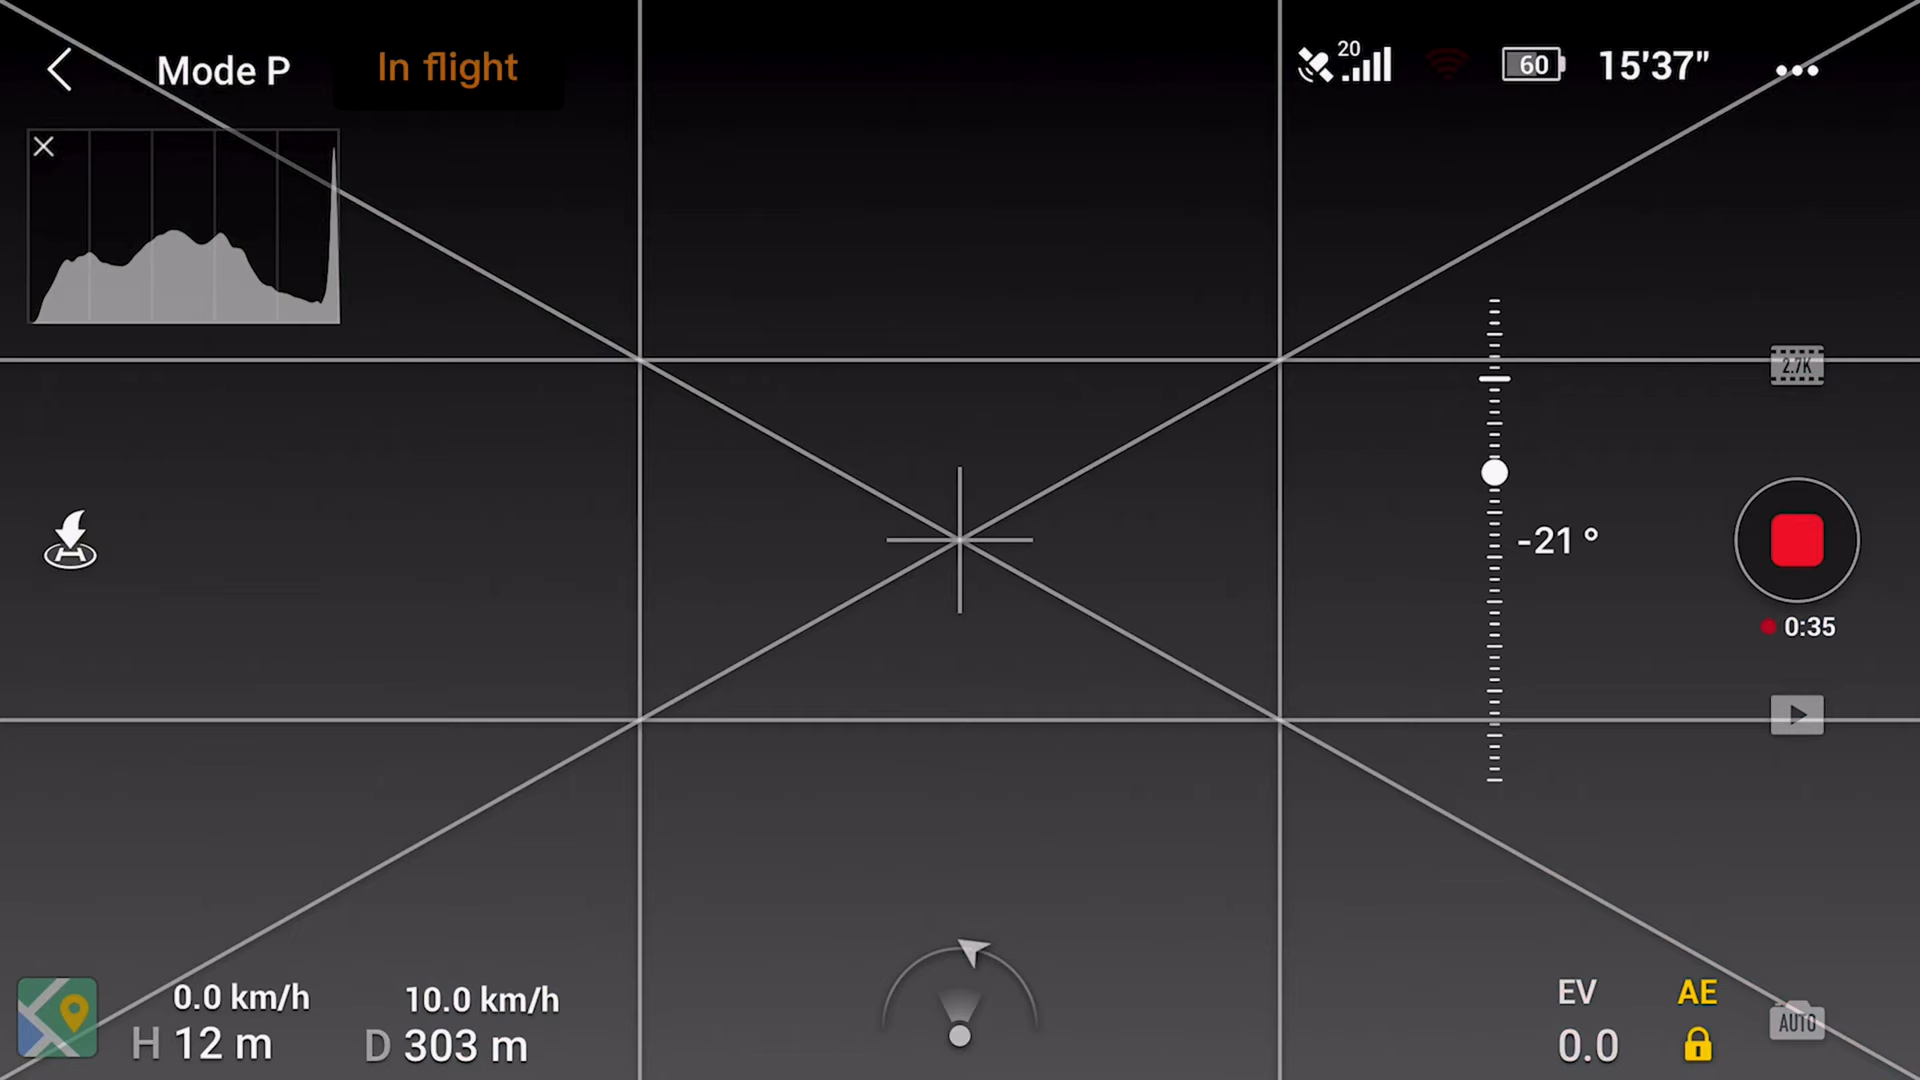 Mode P
In flight
20
60
15'37"
2.7K
-21 °
0:35
0.0 km/h
10.0 km/h
H 12 m
D 303 m
EV
AE
0.0
AUTO